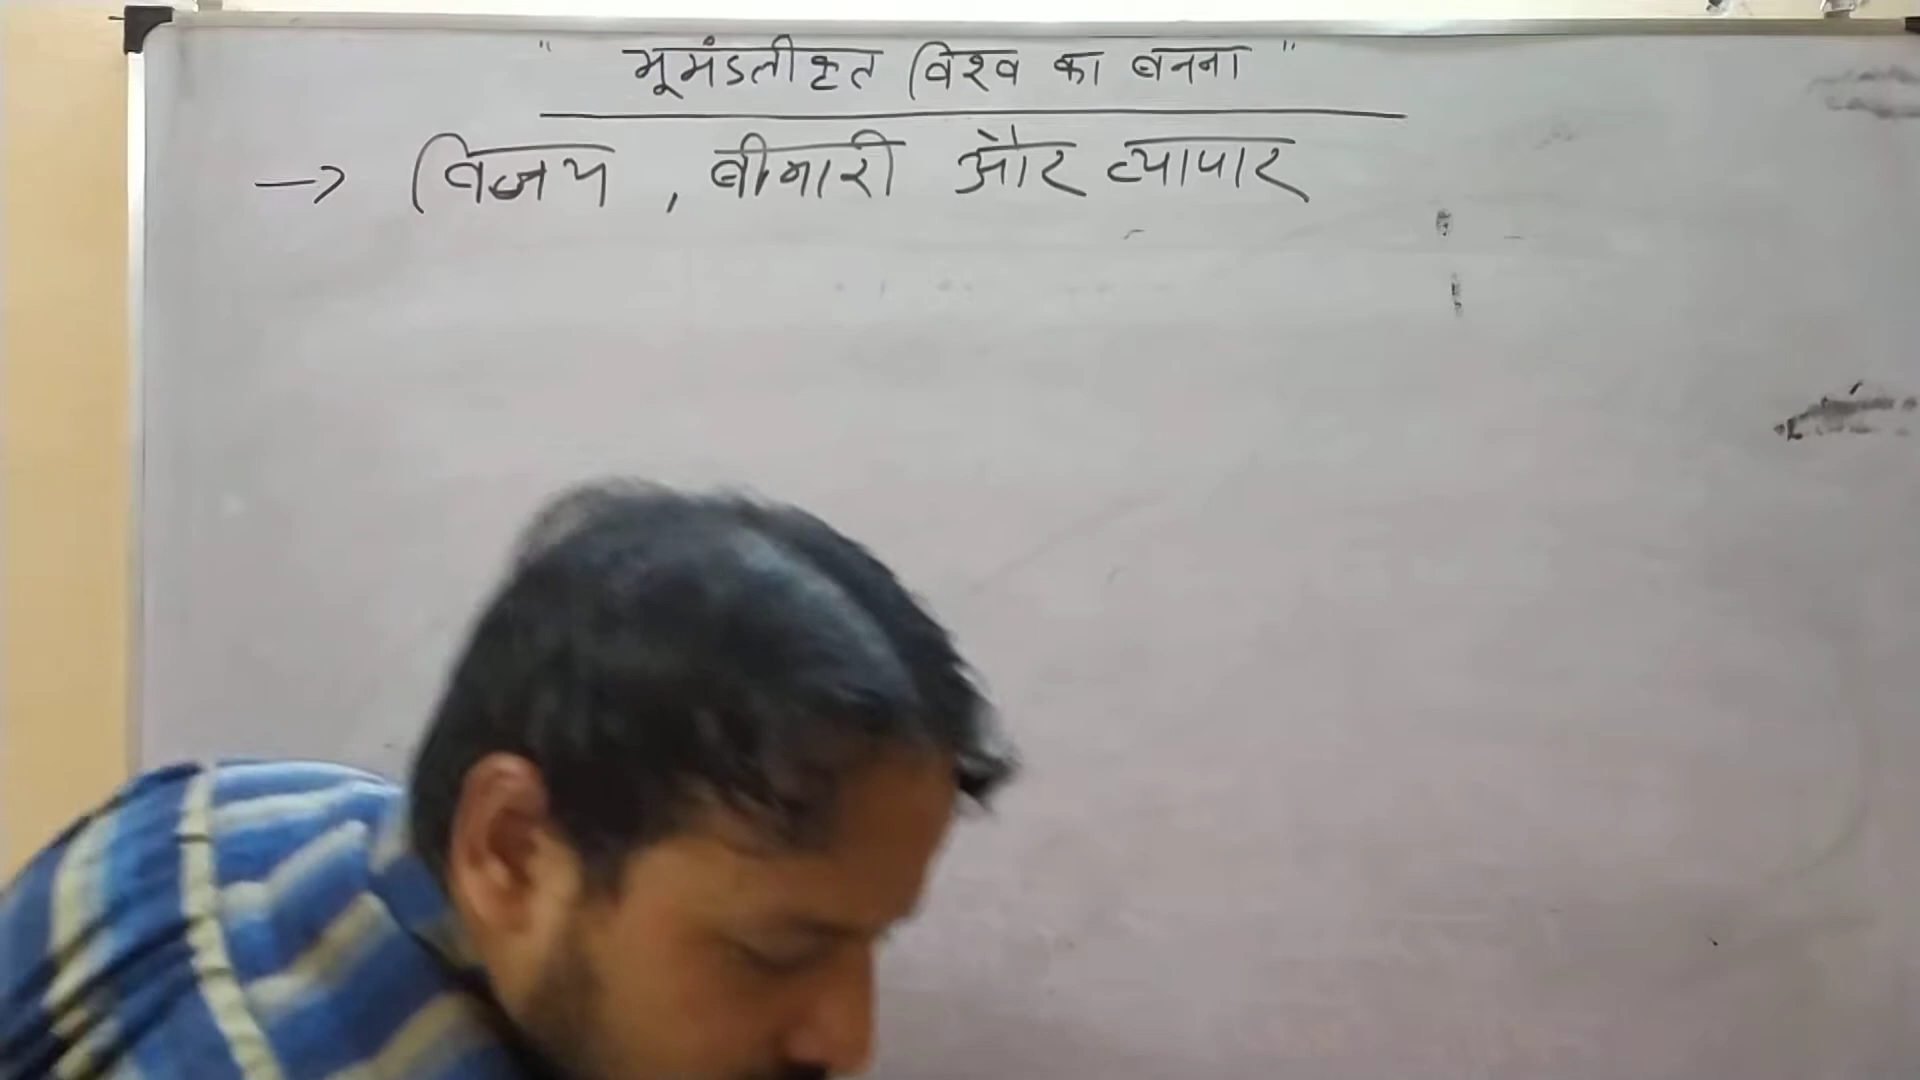 " भूमंडलीकृत विश्व का बनना "
→ विजय , बीमारी और व्यापार